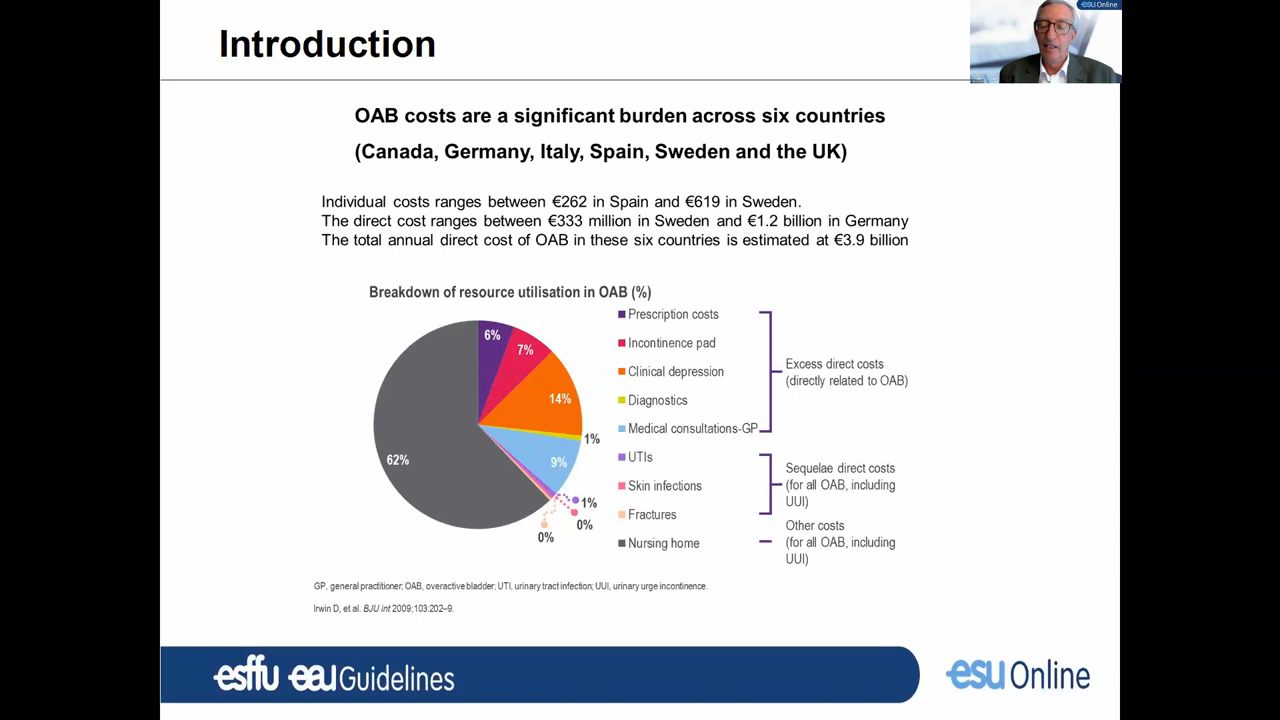 Introduction
esu Online
OAB costs are a significant burden across six countries
(Canada, Germany, Italy, Spain, Sweden and the UK)
Individual costs ranges between €262 in Spain and €619 in Sweden.
The direct cost ranges between €333 million in Sweden and €1.2 billion in Germany
The total annual direct cost of OAB in these six countries is estimated at €3.9 billion
Breakdown of resource utilisation in OAB (%)
6%
7%
14%
1%
9%
1%
0%
0%
62%
Prescription costs
Incontinence pad
Clinical depression
Diagnostics
Medical consultations-GP
UTIs
Skin infections
Fractures
Nursing home
Excess direct costs
(directly related to OAB)
Sequelae direct costs
(for all OAB, including
UUI)
Other costs
(for all OAB, including
UUI)
GP, general practitioner; OAB, overactive bladder; UTI, urinary tract infection; UUI, urinary urge incontinence.
Irwin D, et al. BJU Int 2009;103:202–9.
esffu eau Guidelines
esu Online